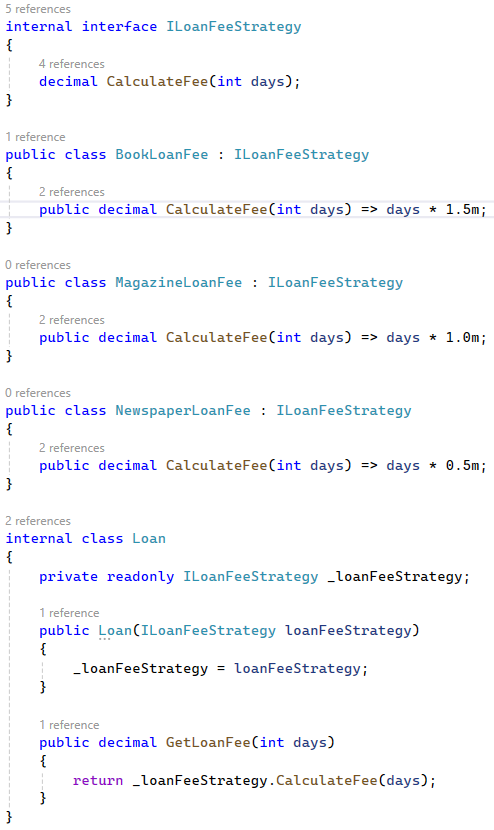 5 references
internal interface ILoanFeeStrategy
{
4 references
decimal CalculateFee(int days);
}
1 reference
public class BookLoanFee : ILoanFeeStrategy
{
2 references
public decimal CalculateFee(int days) => days * 1.5m;
}
0 references
public class MagazineLoanFee : ILoanFeeStrategy
{
2 references
public decimal CalculateFee(int days) => days * 1.0m;
}
0 references
public class NewspaperLoanFee : ILoanFeeStrategy
{
2 references
public decimal CalculateFee(int days) => days * 0.5m;
}
2 references
internal class Loan
{
private readonly ILoanFeeStrategy _loanFeeStrategy;
1 reference
public Loan(ILoanFeeStrategy loanFeeStrategy)
{
_loanFeeStrategy = loanFeeStrategy;
}
1 reference
public decimal GetLoanFee(int days)
{
return _loanFeeStrategy.CalculateFee(days);
}
}